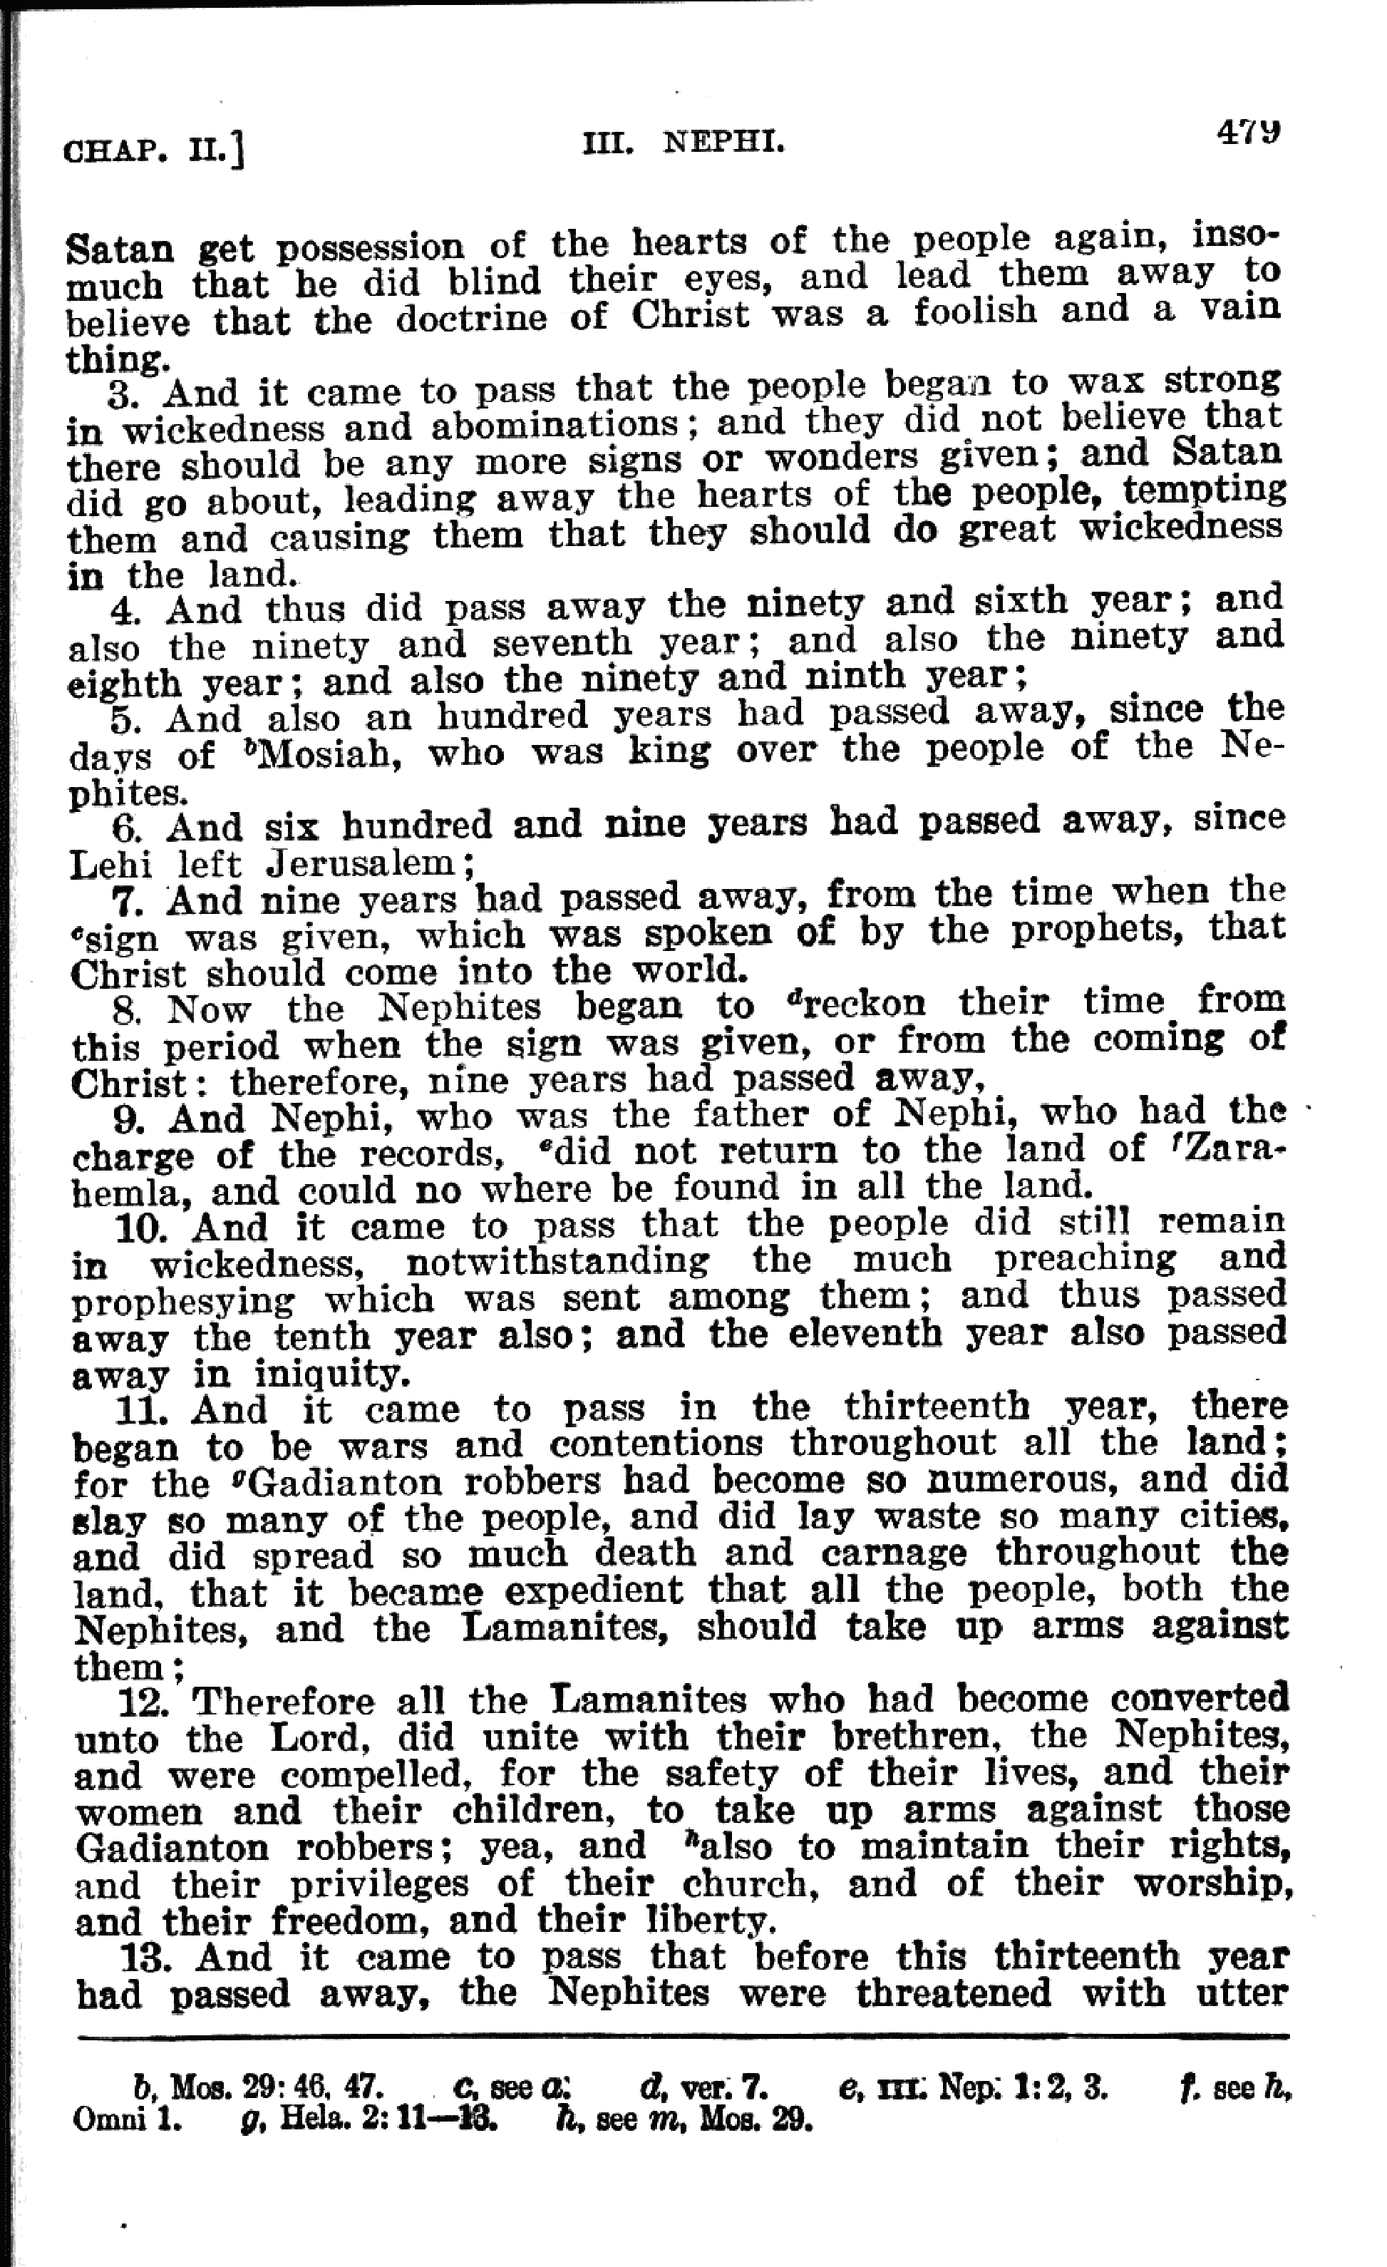 CHAP. II.] III. NEPHI. 479
Satan get possession of the hearts of the people again, inso-
much that he did blind their eyes, and lead them away to
believe that the doctrine of Christ was a foolish and a vain
thing.
3. And it came to pass that the people began to wax strong
in wickedness and abominations; and they did not believe that
there should be any more signs or wonders given; and Satan
did go about, leading away the hearts of the people, tempting
them and causing them that they should do great wickedness
in the land.
4. And thus did pass away the ninety and sixth year; and
also the ninety and seventh year; and also the ninety and
eighth year; and also the ninety and ninth year;
5. And also an hundred years had passed away, since the
days of bMosiah, who was king over the people of the Ne-
phites.
6. And six hundred and nine years had passed away, since
Lehi left Jerusalem;
7. And nine years had passed away, from the time when the
csign was given, which was spoken of by the prophets, that
Christ should come into the world.
8. Now the Nephites began to dreckon their time from
this period when the sign was given, or from the coming of
Christ: therefore, nine years had passed away,
9. And Nephi, who was the father of Nephi, who had the
charge of the records, edid not return to the land of fZara-
hemla, and could no where be found in all the land.
10. And it came to pass that the people did still remain
in wickedness, notwithstanding the much preaching and
prophesying which was sent among them; and thus passed
away the tenth year also; and the eleventh year also passed
away in iniquity.
11. And it came to pass in the thirteenth year, there
began to be wars and contentions throughout all the land;
for the gGadianton robbers had become so numerous, and did
slay so many of the people, and did lay waste so many cities,
and did spread so much death and carnage throughout the
land, that it became expedient that all the people, both the
Nephites, and the Lamanites, should take up arms against
them;
12. Therefore all the Lamanites who had become converted
unto the Lord, did unite with their brethren, the Nephites,
and were compelled, for the safety of their lives, and their
women and their children, to take up arms against those
Gadianton robbers; yea, and halso to maintain their rights,
and their privileges of their church, and of their worship,
and their freedom, and their liberty.
13. And it came to pass that before this thirteenth year
had passed away, the Nephites were threatened with utter
b, Mos. 29: 46, 47. c, see a. d, ver. 7. e, III. Nep. 1: 2, 3. f. see h,
Omni 1. g, Hela. 2: 11—13. h, see m, Mos. 29.